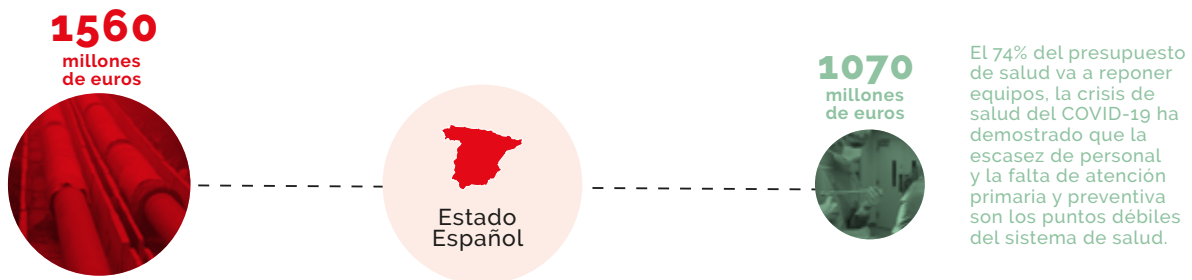 1560
millones
de euros
Estado
Español
1070
millones
de euros
El 74% del presupuesto
de salud va a reponer
equipos, la crisis de
salud del COVID-19 ha
demostrado que la
escasez de personal
y la falta de atención
primaria y preventiva
son los puntos débiles
del sistema de salud.